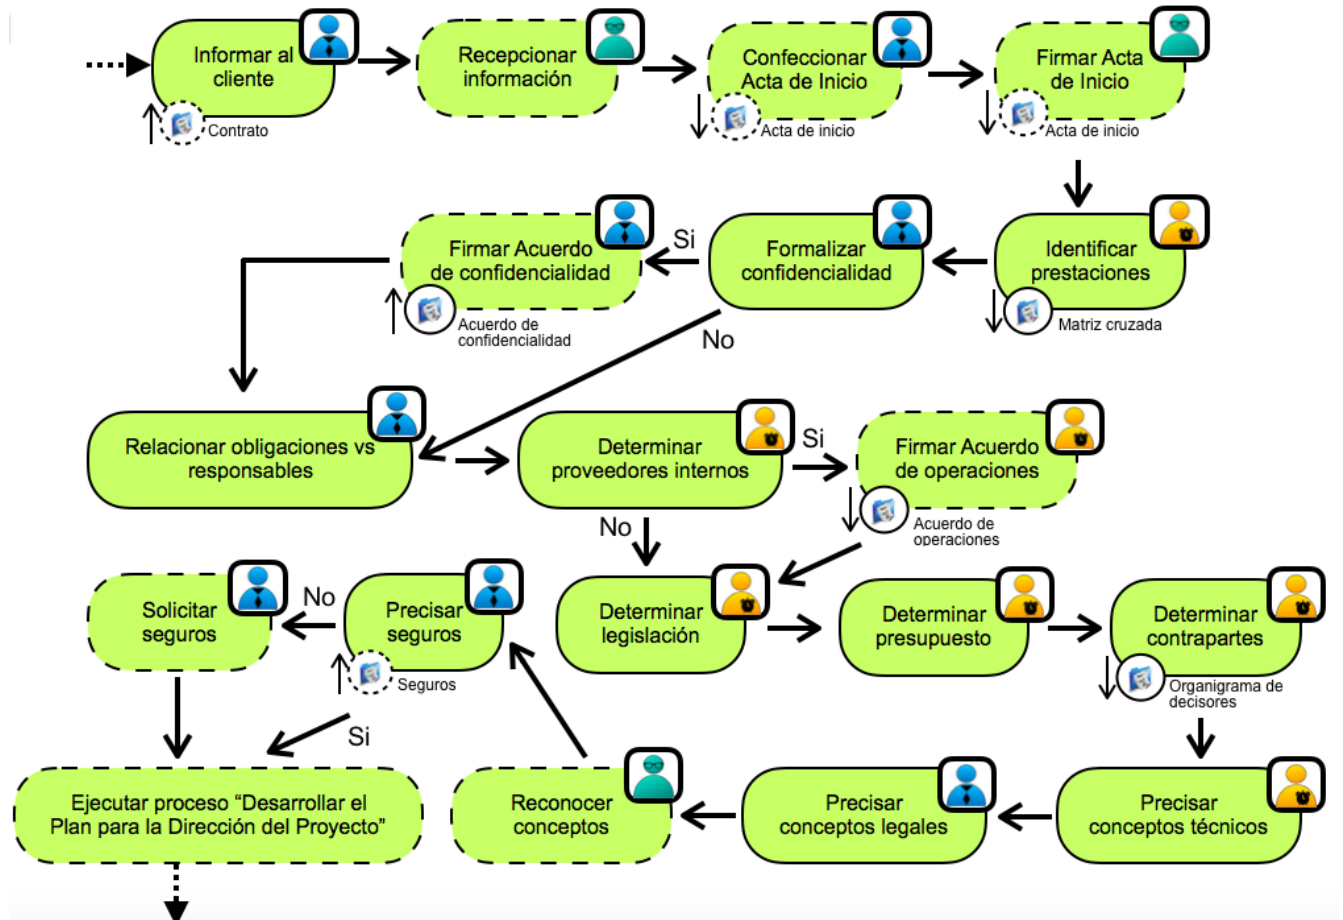 Informar al
cliente
Contrato
Recepcionar
información
Confeccionar
Acta de Inicio
Acta de inicio
Firmar Acta
de Inicio
Acta de inicio
Identificar
prestaciones
Matriz cruzada
Formalizar
confidencialidad
Si
No
Firmar Acuerdo
de confidencialidad
Acuerdo de
confidencialidad
Relacionar obligaciones vs
responsables
Determinar
proveedores internos
Si
No
Firmar Acuerdo
de operaciones
Acuerdo de
operaciones
Determinar
legislación
Determinar
presupuesto
Determinar
contrapartes
Organigrama de
decisores
Precisar
conceptos técnicos
Precisar
conceptos legales
Reconocer
conceptos
Precisar
seguros
Seguros
No
Si
Solicitar
seguros
Ejecutar proceso “Desarrollar el
Plan para la Dirección del Proyecto”